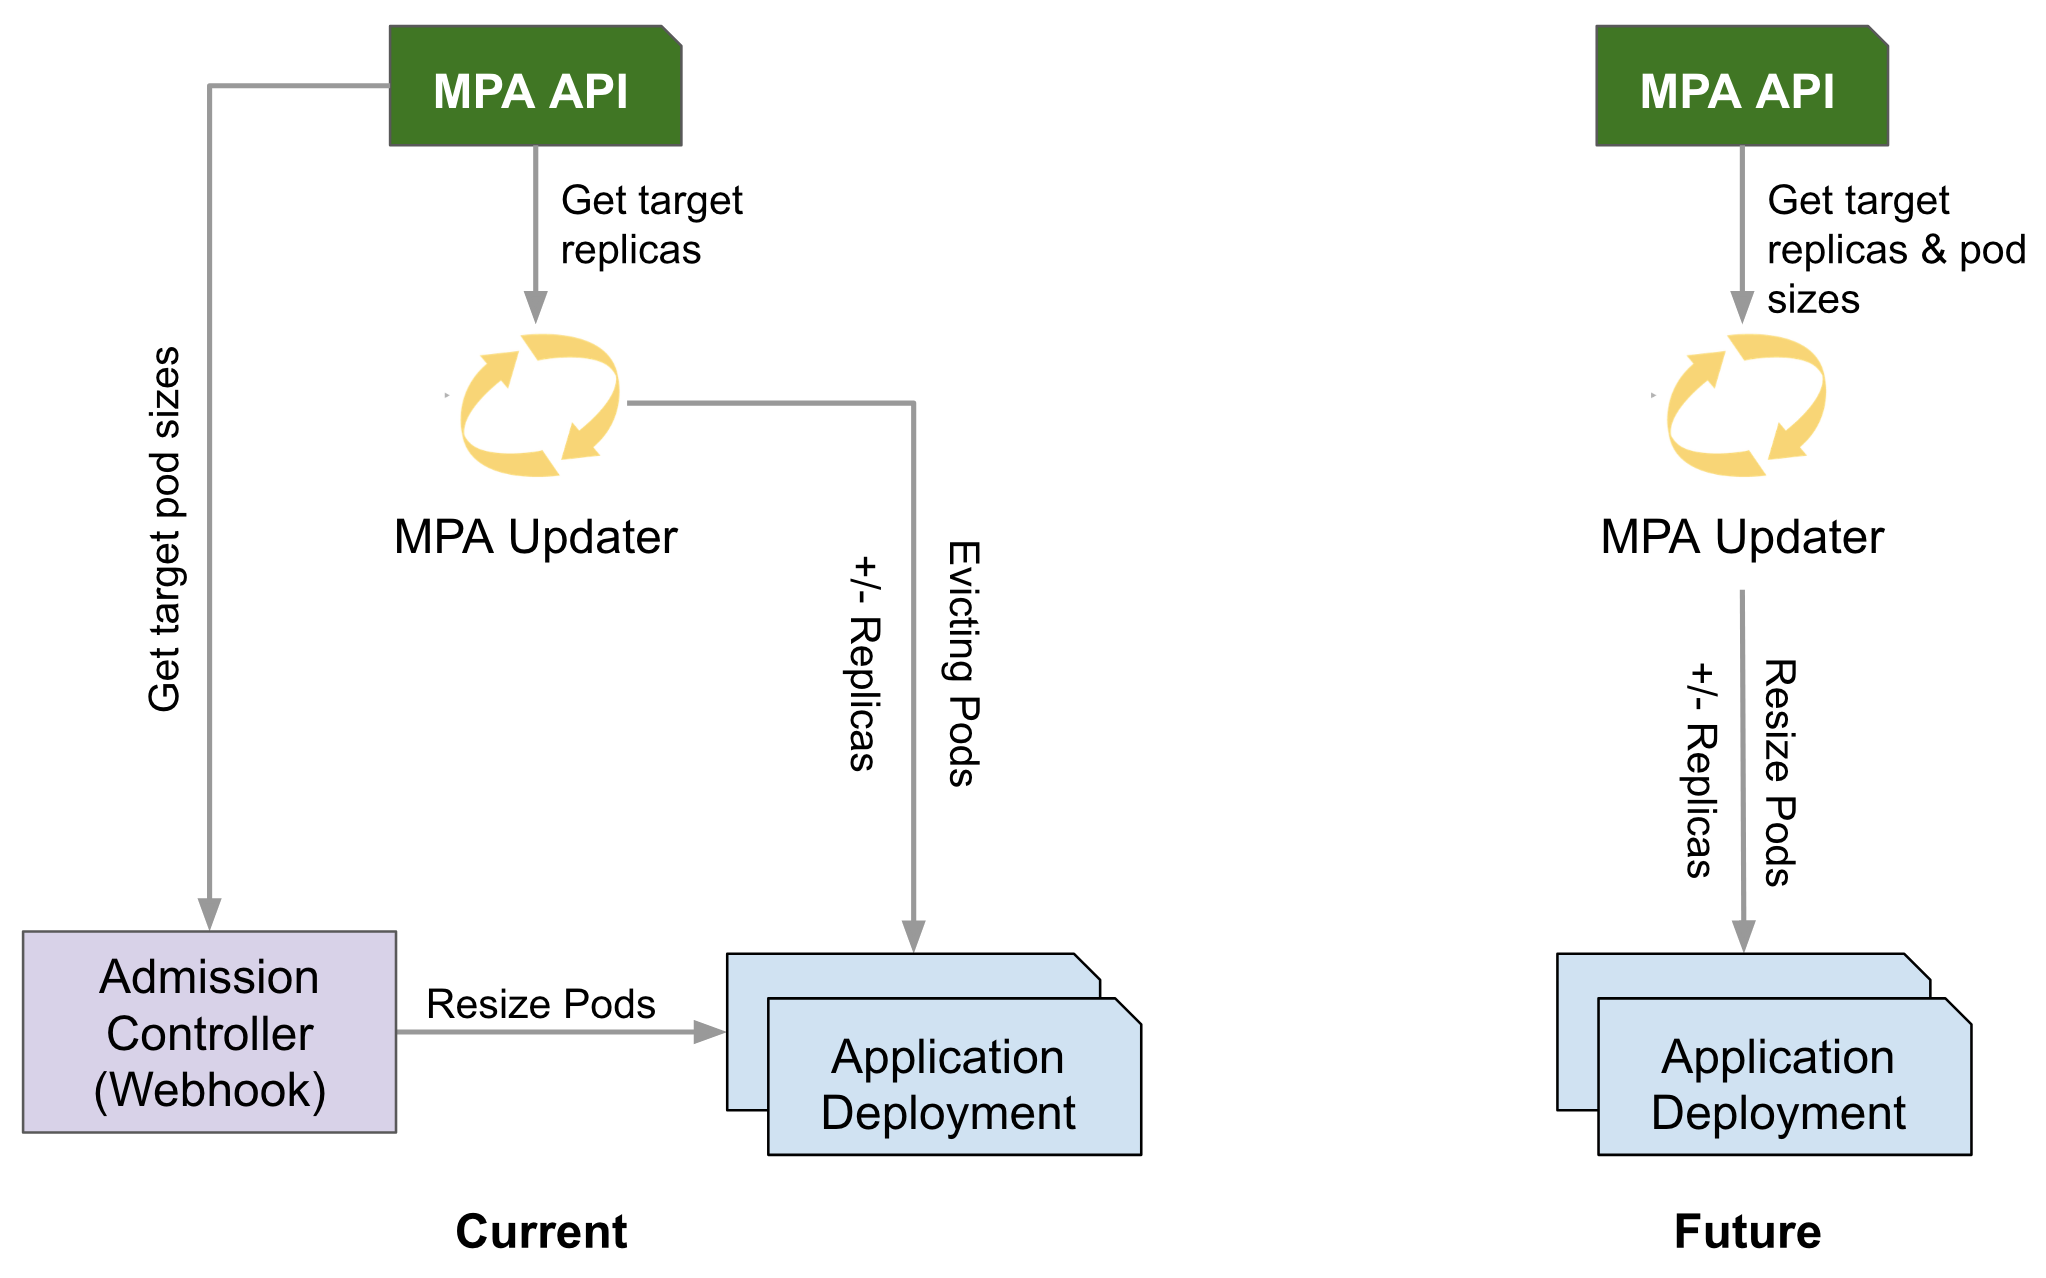 MPA API
Get target
replicas
Get target pod sizes
MPA Updater
+/- Replicas
Evicting Pods
Admission
Controller
(Webhook)
Resize Pods
Application
Deployment
Current
MPA API
Get target
replicas & pod
sizes
MPA Updater
+/- Replicas
Resize Pods
Application
Deployment
Future